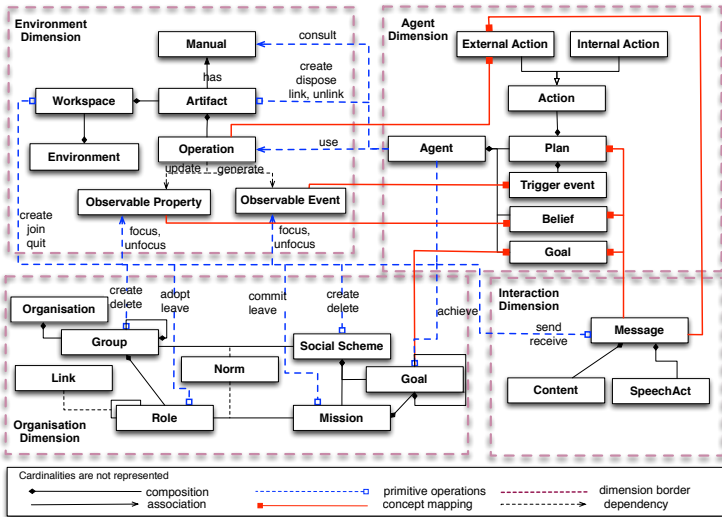 Environment
Dimension
Manual
consult
has
create
dispose
link, unlink
Workspace
Artifact
Operation
use
Environment
update
generate
Observable Property
Observable Event
create
join
quit
focus,
unfocus
focus,
unfocus
Agent
Dimension
External Action
Internal Action
Action
Agent
Plan
Trigger event
Belief
Goal
Organisation
create
delete
adopt
leave
commit
leave
create
delete
achieve
Group
Social Scheme
Link
Norm
Goal
Role
Mission
Organisation
Dimension
Interaction
Dimension
send
receive
Message
Content
SpeechAct
Cardinalities are not represented
composition
primitive operations
dimension border
association
concept mapping
dependency